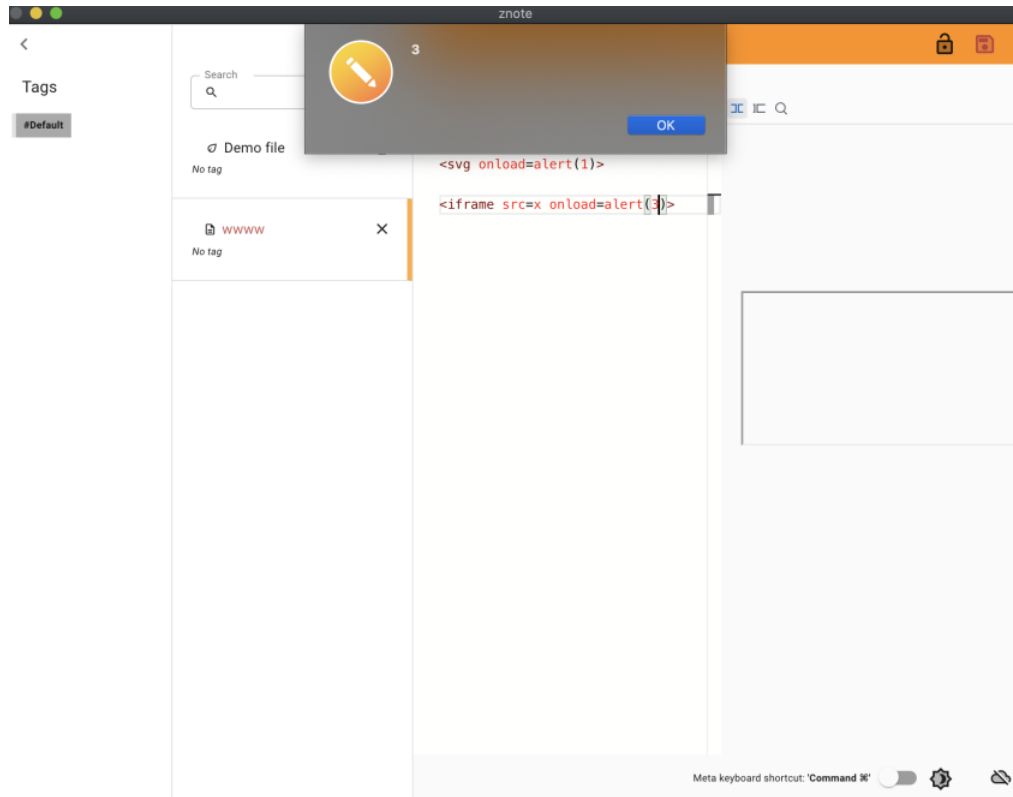 znote
3
OK
Tags
#Default
Search
Demo file
No tag
wwww
No tag
<svg onload=alert(1)>
<iframe src=x onload=alert(3)>
Meta keyboard shortcut: 'Command ⌘'